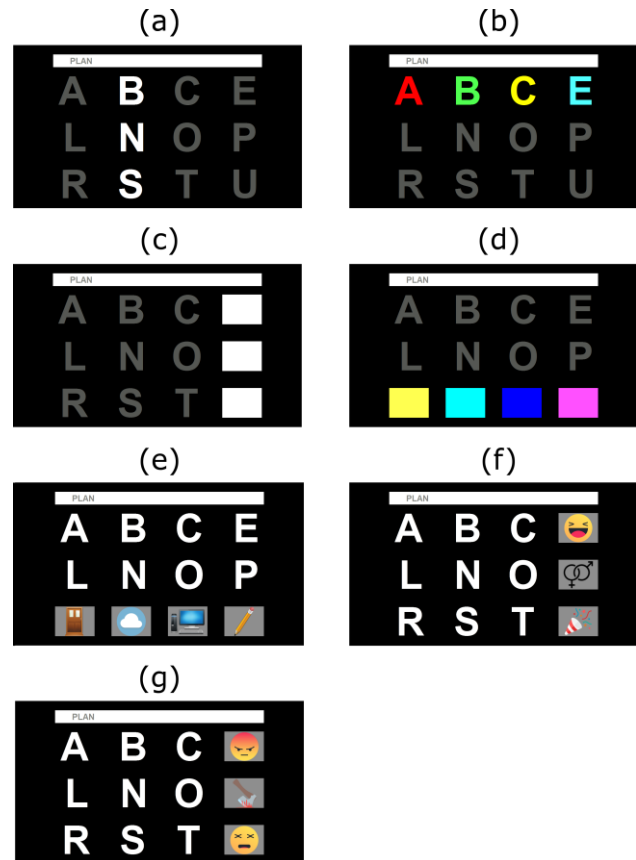 (a)
PLAN
A B C E
L N O P
R S T U
(b)
PLAN
A B C E
L N O P
R S T U
(c)
PLAN
A B C
L N O
R S T
(d)
PLAN
A B C E
L N O P
(e)
PLAN
A B C E
L N O P
(f)
PLAN
A B C
L N O
R S T
(g)
PLAN
A B C
L N O
R S T